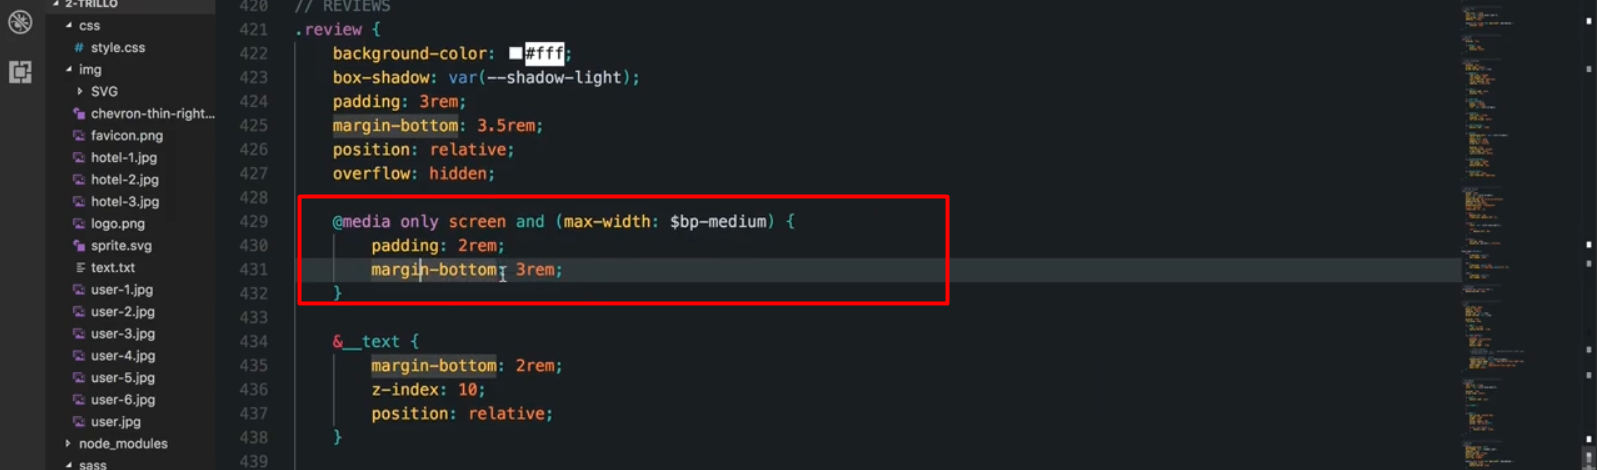 2-TRILLO
css
# style.css
img
SVG
chevron-thin-right...
favicon.png
hotel-1.jpg
hotel-2.jpg
hotel-3.jpg
logo.png
sprite.svg
text.txt
user-1.jpg
user-2.jpg
user-3.jpg
user-4.jpg
user-5.jpg
user-6.jpg
user.jpg
node_modules
sass
420 // REVIEWS
421 .review {
422 background-color: #fff;
423 box-shadow: var(--shadow-light);
424 padding: 3rem;
425 margin-bottom: 3.5rem;
426 position: relative;
427 overflow: hidden;
428
429 @media only screen and (max-width: $bp-medium) {
430 padding: 2rem;
431 margin-bottom: 3rem;
432 }
433
434 &__text {
435 margin-bottom: 2rem;
436 z-index: 10;
437 position: relative;
438 }
439